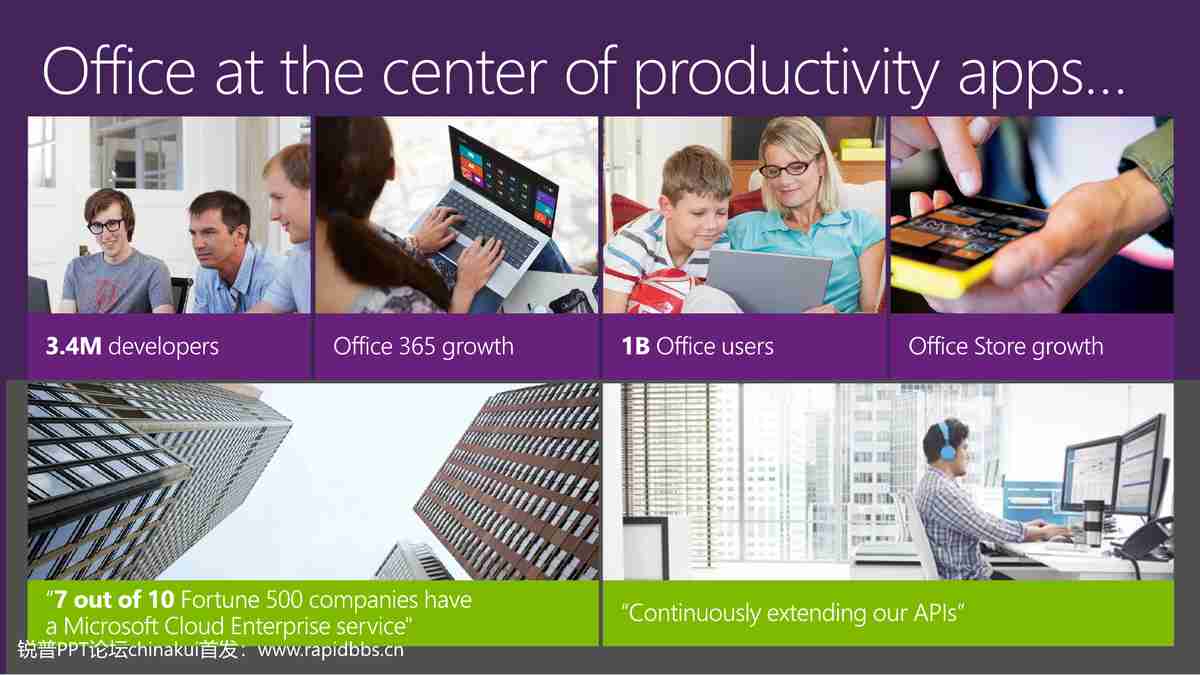 Office at the center of productivity apps...
3.4M developers
Office 365 growth
1B Office users
Office Store growth
“7 out of 10 Fortune 500 companies have
a Microsoft Cloud Enterprise service"
“Continuously extending our APIs”
锐普PPT论坛chinakui首发：www.rapidbbs.cn